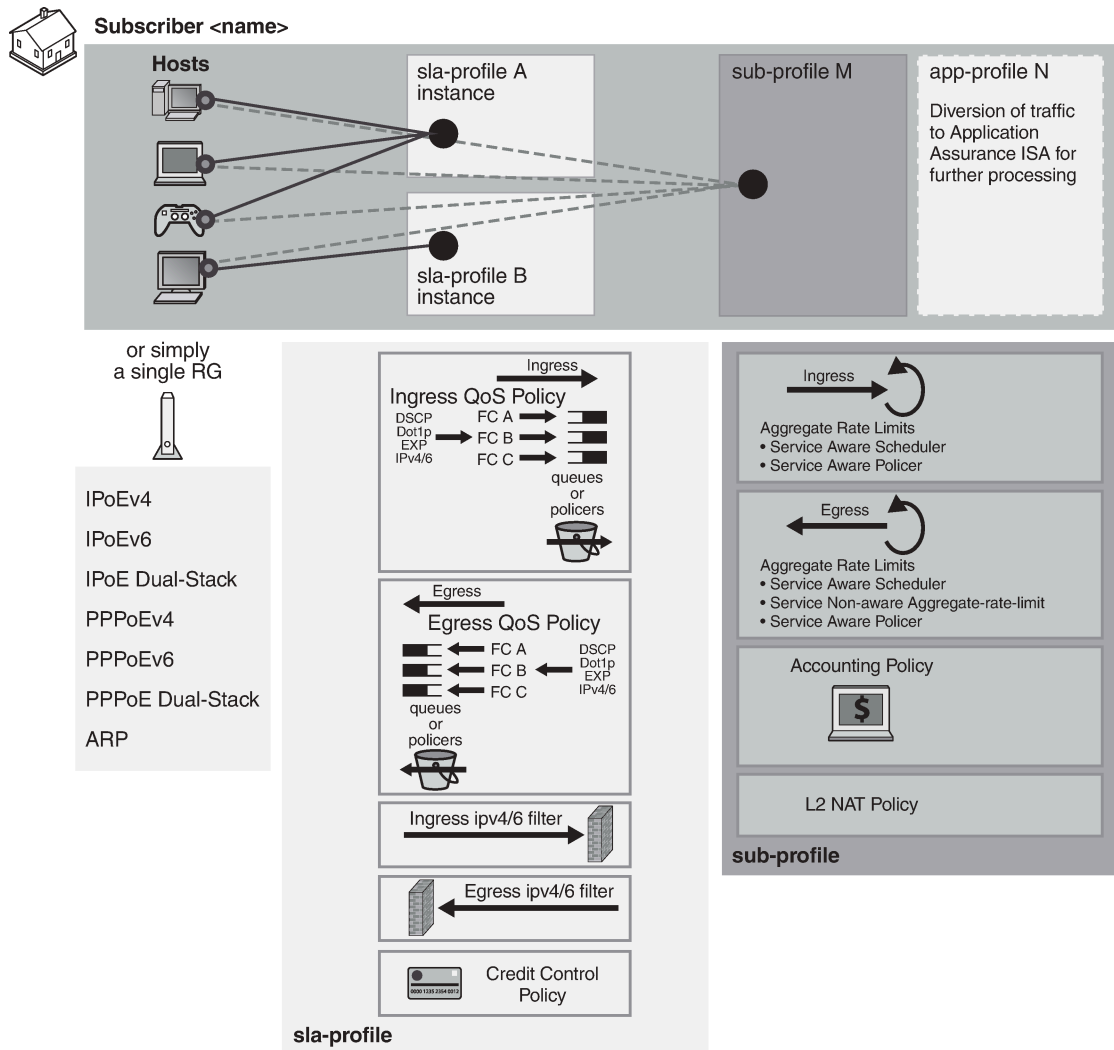 Subscriber <name>
Hosts
sla-profile A
instance
sla-profile B
instance
sub-profile M
app-profile N
Diversion of traffic
to Application
Assurance ISA for
further processing
or simply
a single RG
IPoEv4
IPoEv6
IPoE Dual-Stack
PPPoEv4
PPPoEv6
PPPoE Dual-Stack
ARP
Ingress
Ingress QoS Policy
DSCP
Dot1p
EXP
IPv4/6
FC A
FC B
FC C
queues
or
policers
Egress
Egress QoS Policy
FC A
FC B
FC C
DSCP
Dot1p
EXP
IPv4/6
queues
or
policers
Ingress ipv4/6 filter
Egress ipv4/6 filter
0000 1235 2354 0012
Credit Control
Policy
sla-profile
Ingress
Aggregate Rate Limits
• Service Aware Scheduler
• Service Aware Policer
Egress
Aggregate Rate Limits
• Service Aware Scheduler
• Service Non-aware Aggregate-rate-limit
• Service Aware Policer
Accounting Policy
$
L2 NAT Policy
sub-profile